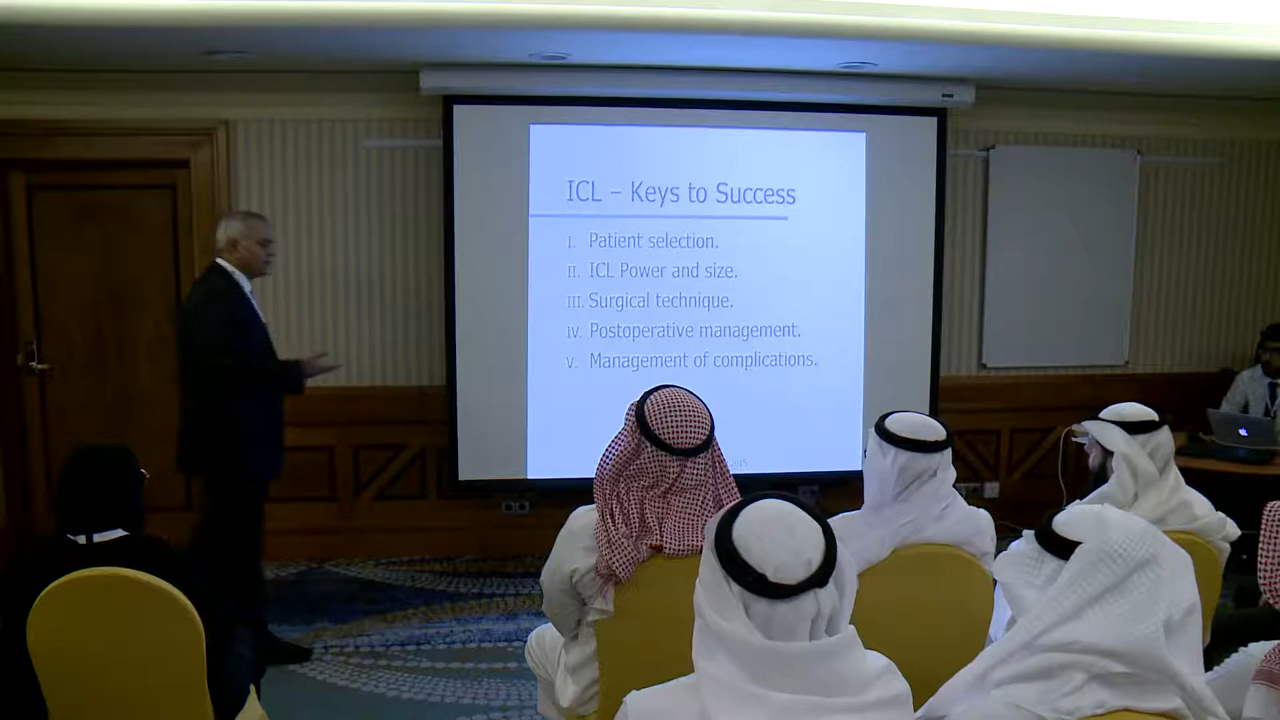 ICL – Keys to Success
I. Patient selection.
II. ICL Power and size.
III. Surgical technique.
IV. Postoperative management.
V. Management of complications.
2015